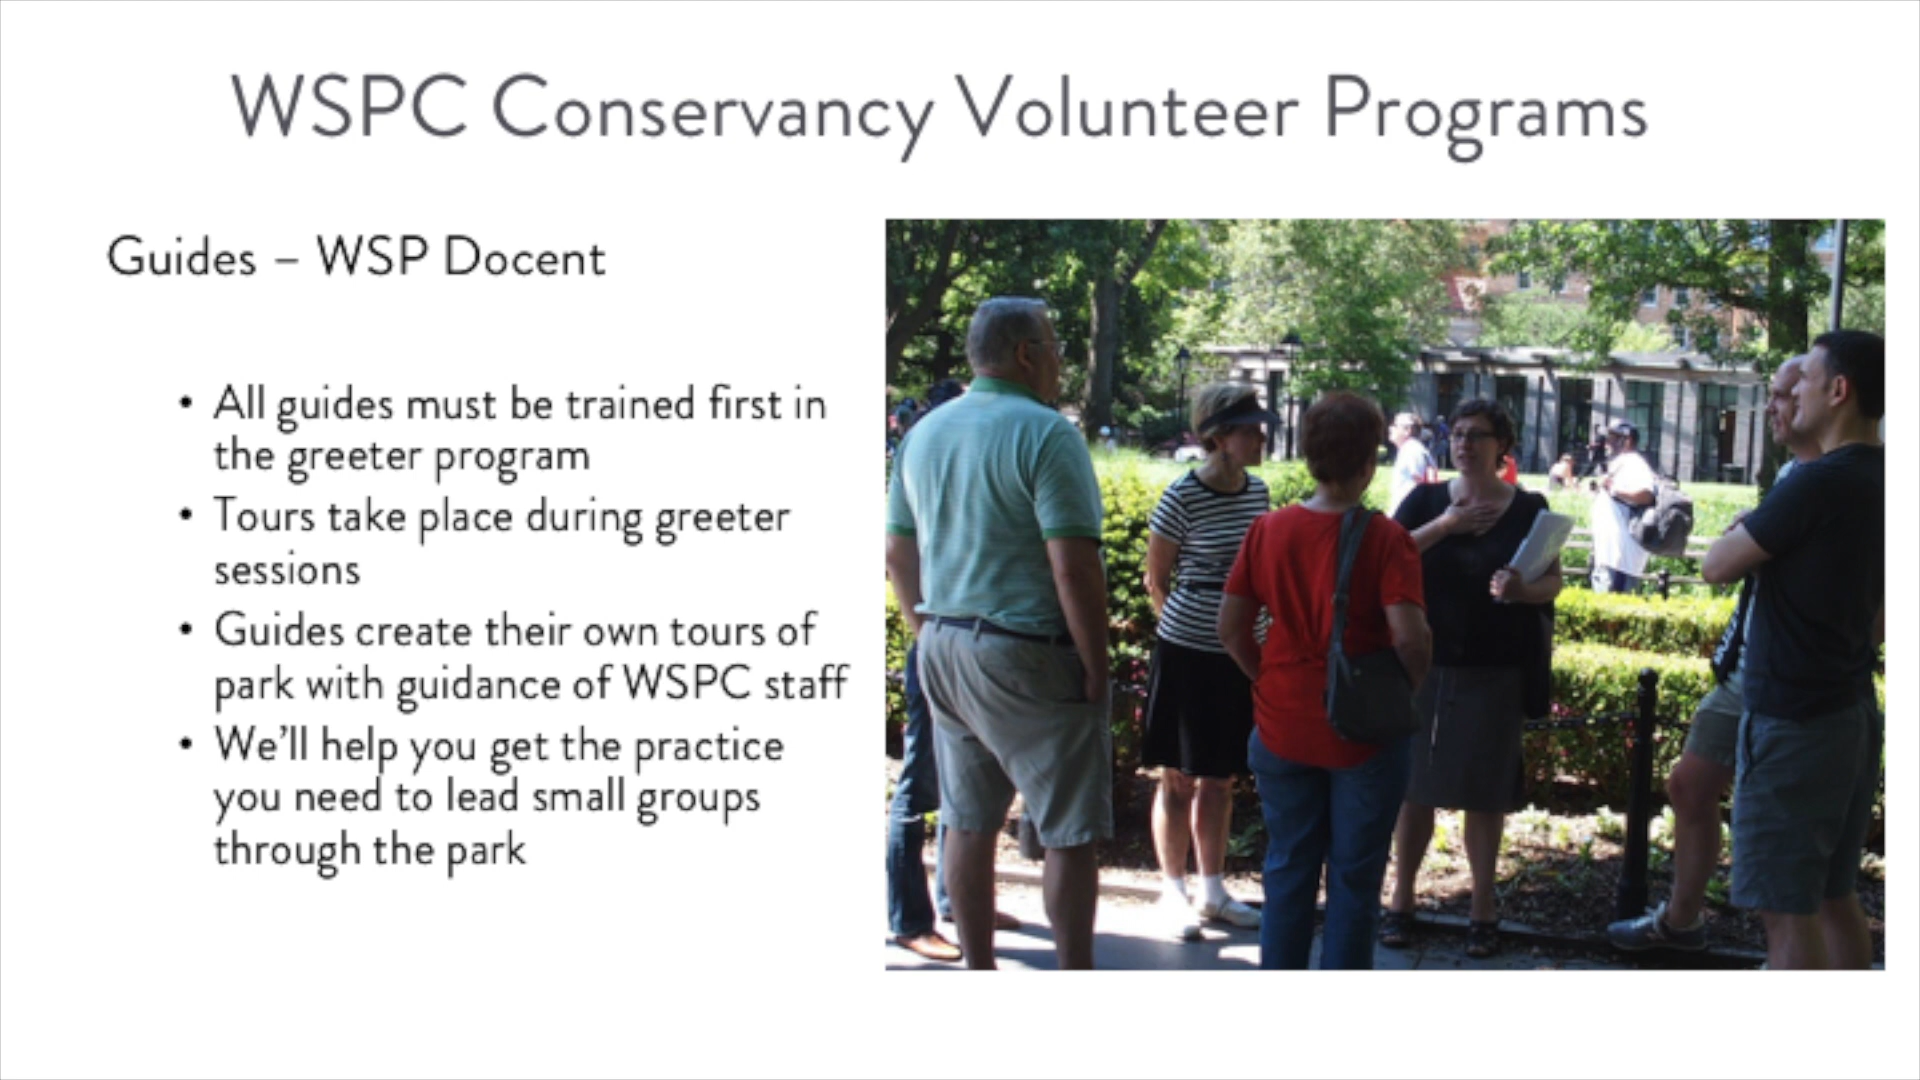 WSPC Conservancy Volunteer Programs
Guides – WSP Docent
• All guides must be trained first in
the greeter program
• Tours take place during greeter
sessions
• Guides create their own tours of
park with guidance of WSPC staff
• We’ll help you get the practice
you need to lead small groups
through the park